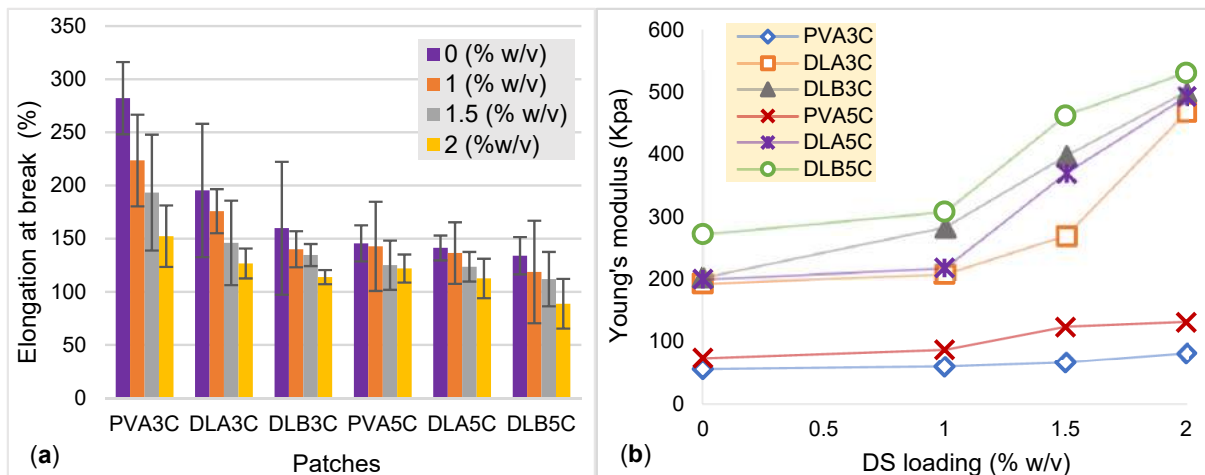 350
300
250
200
150
100
50
0
Elongation at break (%)
0 (% w/v)
1 (% w/v)
1.5 (% w/v)
2 (%w/v)
PVA3C DLA3C DLB3C PVA5C DLA5C DLB5C
(a) Patches
600
500
400
300
200
100
0
Young's modulus (Kpa)
PVA3C
DLA3C
DLB3C
PVA5C
DLA5C
DLB5C
0 0.5 1 1.5 2
(b) DS loading (% w/v)